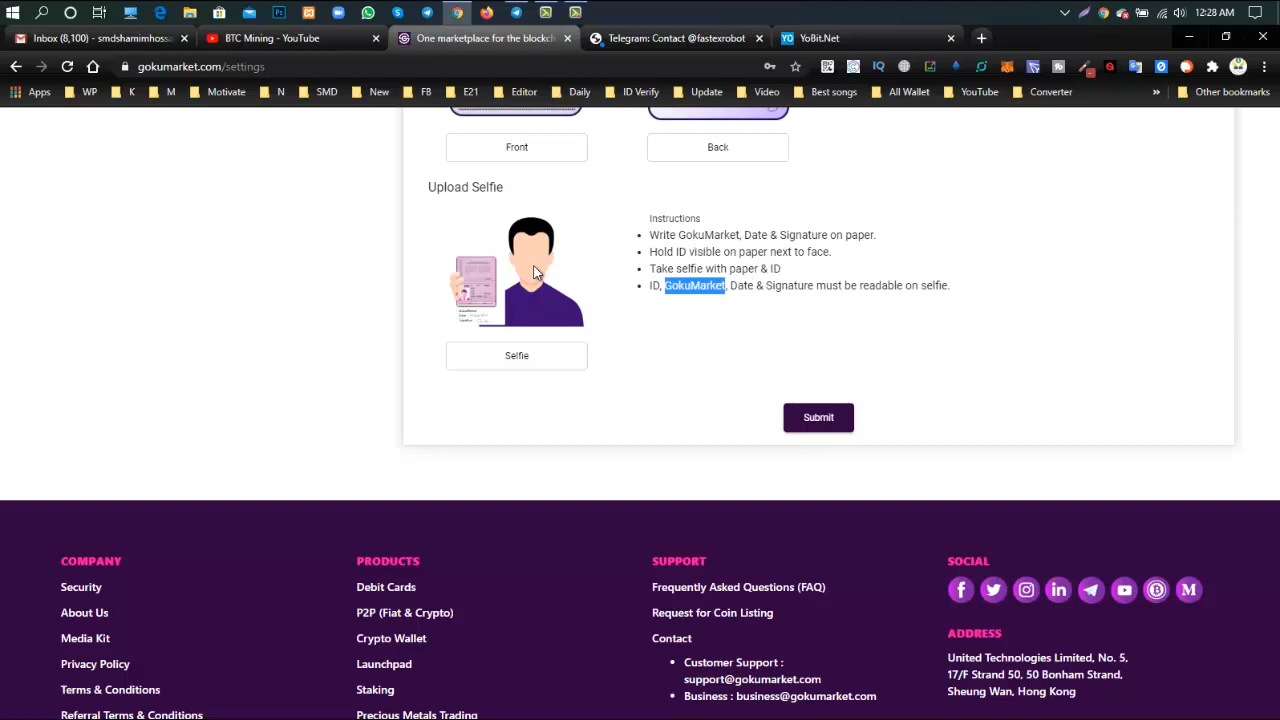 12:28 AM
Inbox (8,100) - smdshamimhossa
BTC Mining - YouTube
One marketplace for the blockch
Telegram: Contact @fastexrobot
YoBit.Net
gokumarket.com/settings
Apps
WP
K
M
Motivate
N
SMD
New
FB
E21
Editor
Daily
ID Verify
Update
Video
Best songs
All Wallet
YouTube
Converter
Other bookmarks
Front
Back
Upload Selfie
Instructions
Write GokuMarket, Date & Signature on paper.
Hold ID visible on paper next to face.
Take selfie with paper & ID
ID, GokuMarket, Date & Signature must be readable on selfie.
Selfie
Submit
COMPANY
Security
About Us
Media Kit
Privacy Policy
Terms & Conditions
Referral Terms & Conditions
PRODUCTS
Debit Cards
P2P (Fiat & Crypto)
Crypto Wallet
Launchpad
Staking
Precious Metals Trading
SUPPORT
Frequently Asked Questions (FAQ)
Request for Coin Listing
Contact
Customer Support :
support@gokumarket.com
Business : business@gokumarket.com
SOCIAL
ADDRESS
United Technologies Limited, No. 5,
17/F Strand 50, 50 Bonham Strand,
Sheung Wan, Hong Kong